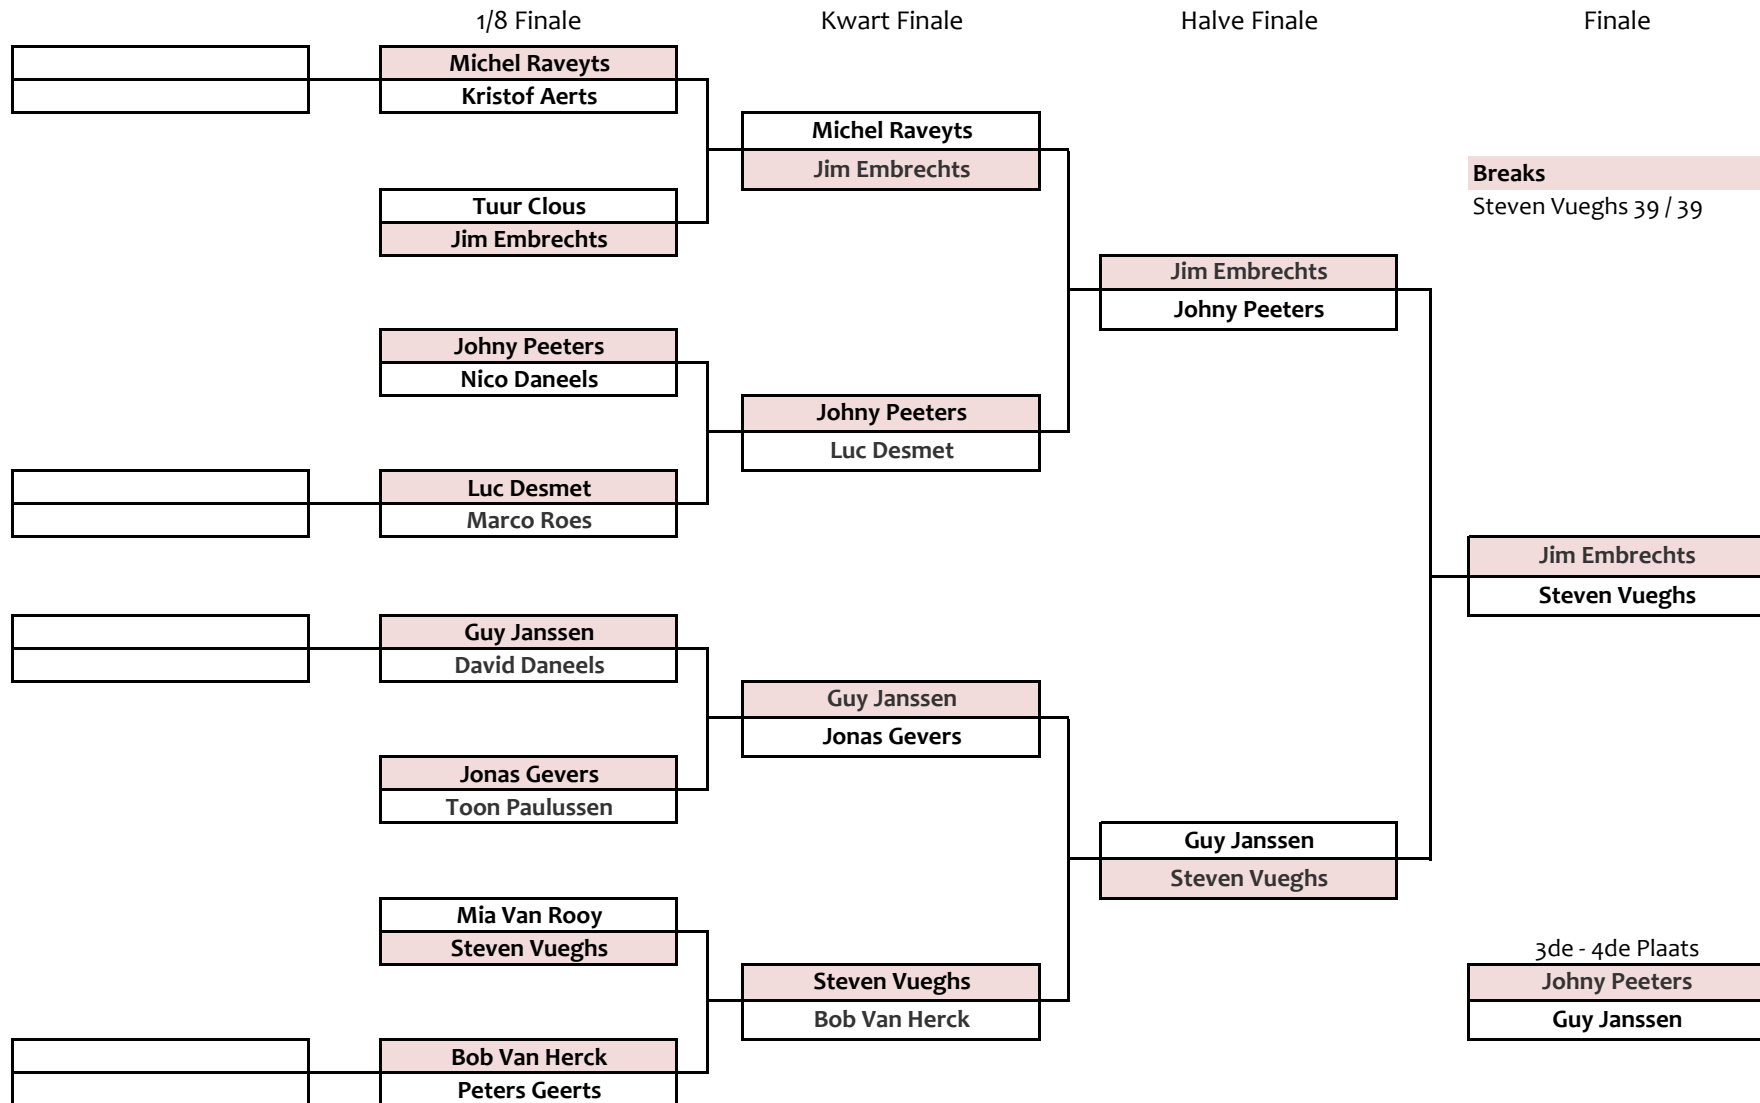 1/8 Finale
Kwart Finale
Halve Finale
Finale
Michel Raveyts
Kristof Aerts
Tuur Clous
Jim Embrechts
Johny Peeters
Nico Daneels
Luc Desmet
Marco Roes
Guy Janssen
David Daneels
Jonas Gevers
Toon Paulussen
Mia Van Rooy
Steven Vueghs
Bob Van Herck
Peters Geerts
Michel Raveyts
Jim Embrechts
Johny Peeters
Luc Desmet
Guy Janssen
Jonas Gevers
Steven Vueghs
Bob Van Herck
Jim Embrechts
Johny Peeters
Guy Janssen
Steven Vueghs
Breaks
Steven Vueghs 39 / 39
Jim Embrechts
Steven Vueghs
3de - 4de Plaats
Johny Peeters
Guy Janssen